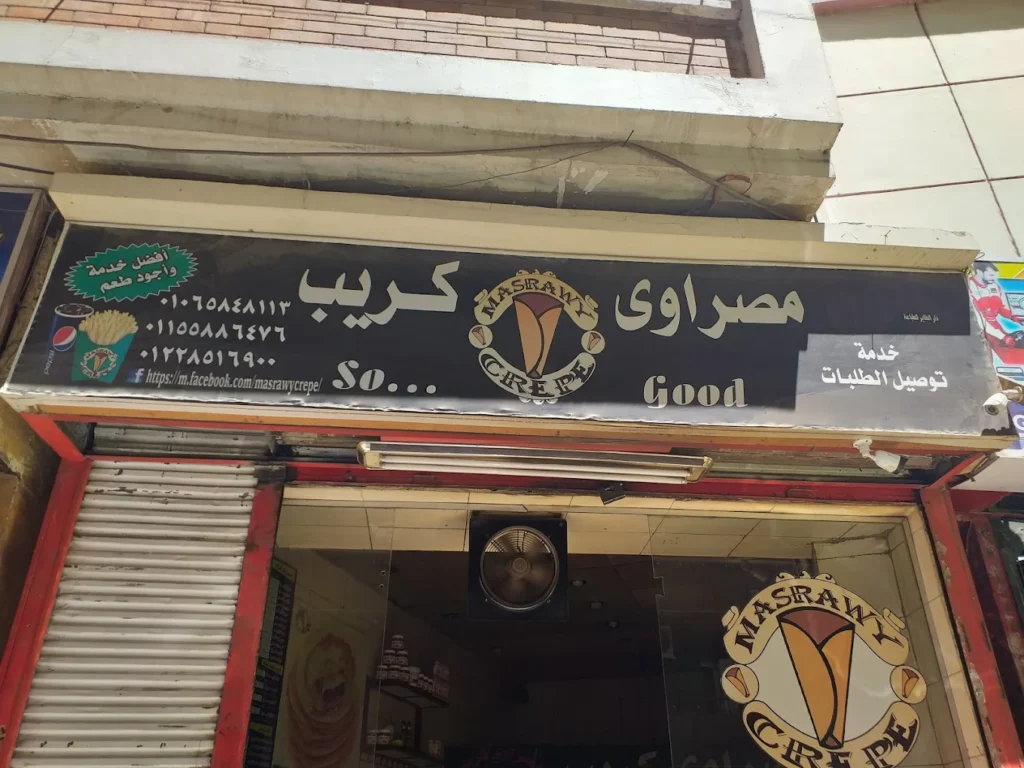 مصراوى
كريب
MASRAWY
CREPE
So...
Good
أفضل خدمة
وأجود طعم
٠١٠٦٥٨٤٨١١٣
٠١١٥٥٨٨٦٤٧٦
٠١٢٢٨٥١٦٩٠٠
f https://m.facebook.com/masrawycrepe/
خدمة
توصيل الطلبات
MASRAWY
CREPE